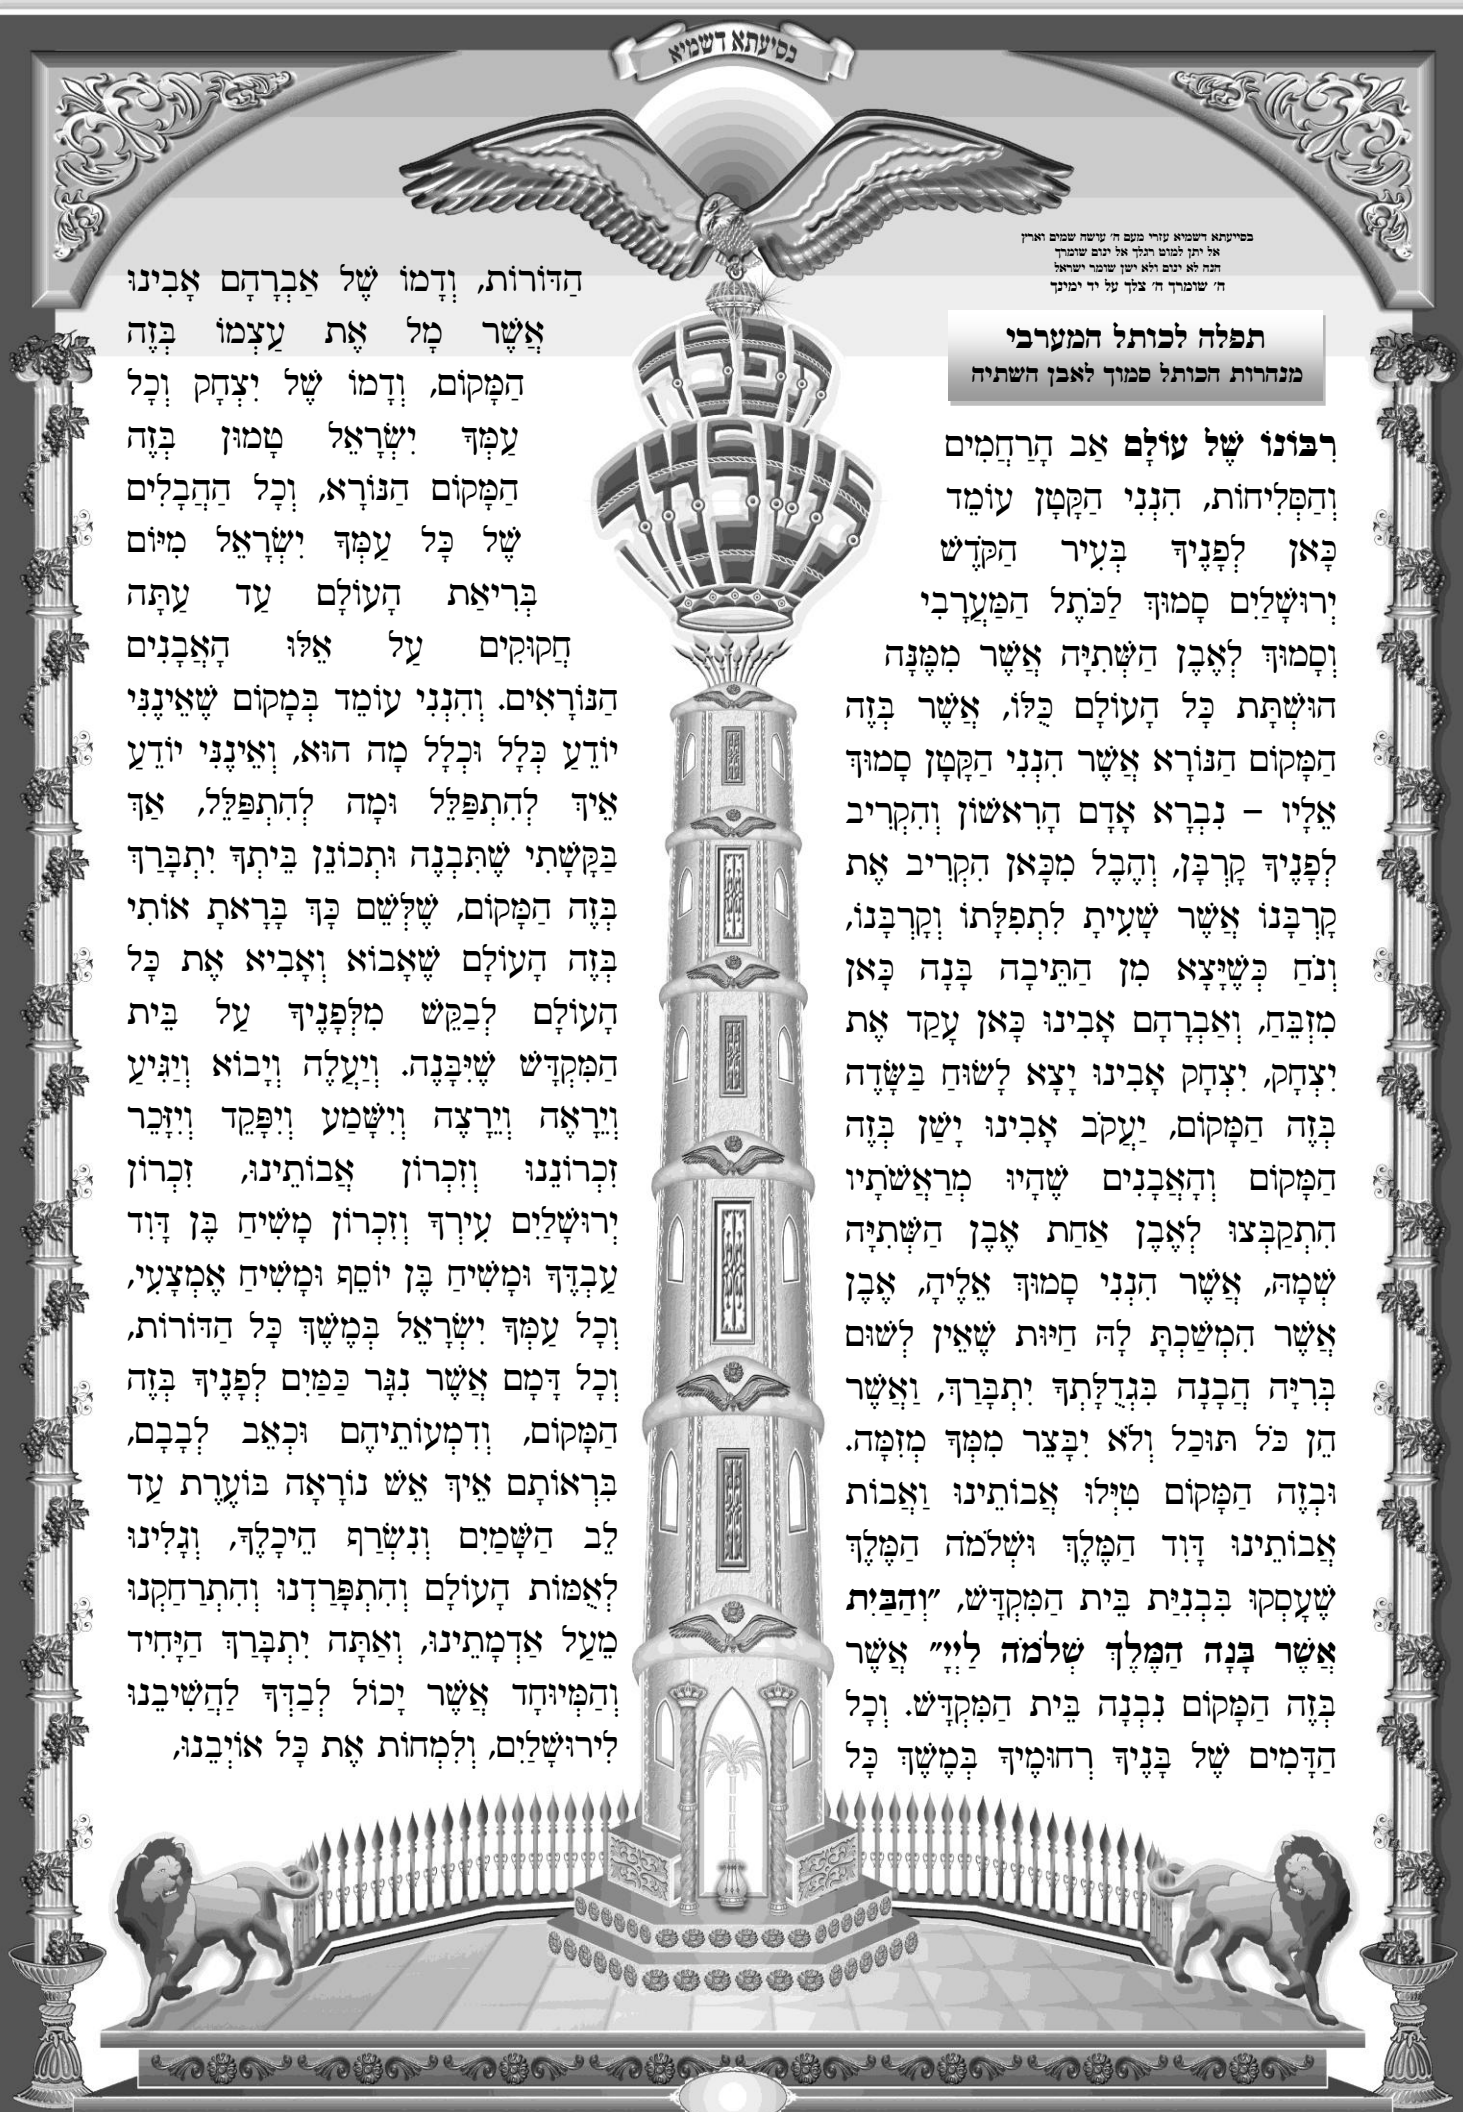 בסיעתא דשמיא
בסייעתא דשמיא עזרי מעם ה׳ עושה שמים וארץ
אל יתן למוט רגלך אל ינום שומרך
הנה לא ינום ולא ישן שומר ישראל
ה׳ שומרך ה׳ צלך על יד ימינך
תפלה לכותל המערבי
מנהרות הכותל סמוך לאבן השתיה
רִבּוֹנוֹ שֶׁל עוֹלָם אַב הָרַחֲמִים
וְהַסְּלִיחוֹת, הִנְנִי הַקָּטָן עוֹמֵד
כָּאן לְפָנֶיךָ בְּעִיר הַקֹּדֶשׁ
יְרוּשָׁלַיִם סָמוּךְ לַכֹּתֶל הַמַּעֲרָבִי
וְסָמוּךְ לְאֶבֶן הַשְּׁתִיָּה אֲשֶׁר מִמֶּנָּה
הוּשְׁתָּת כָּל הָעוֹלָם כֻּלּוֹ, אֲשֶׁר בְּזֶה
הַמָּקוֹם הַנּוֹרָא אֲשֶׁר הִנְנִי הַקָּטָן סָמוּךְ
אֵלָיו – נִבְרָא אָדָם הָרִאשׁוֹן וְהִקְרִיב
לְפָנֶיךָ קָרְבָּן, וְהֶבֶל מִכָּאן הִקְרִיב אֶת
קָרְבָּנוֹ אֲשֶׁר שָׁעִיתָ לִתְפִלָּתוֹ וְקָרְבָּנוֹ,
וְנֹחַ כְּשֶׁיָּצָא מִן הַתֵּיבָה בָּנָה כָּאן
מִזְבֵּחַ, וְאַבְרָהָם אָבִינוּ כָּאן עָקַד אֶת
יִצְחָק, יִצְחָק אָבִינוּ יָצָא לָשׂוּחַ בַּשָּׂדֶה
בְּזֶה הַמָּקוֹם, יַעֲקֹב אָבִינוּ יָשַׁן בְּזֶה
הַמָּקוֹם וְהָאֲבָנִים שֶׁהָיוּ מְרַאֲשֹׁתָיו
הִתְקַבְּצוּ לְאֶבֶן אַחַת אֶבֶן הַשְּׁתִיָּה
שְׁמָהּ, אֲשֶׁר הִנְנִי סָמוּךְ אֵלֶיהָ, אֶבֶן
אֲשֶׁר הִמְשַׁכְתָּ לָהּ חַיּוּת שֶׁאֵין לְשׁוּם
בְּרִיָּה הֲבָנָה בִּגְדֻלָּתְךָ יִתְבָּרַךְ, וַאֲשֶׁר
הֵן כֹּל תּוּכַל וְלֹא יִבָּצֵר מִמְּךָ מְזִמָּה.
וּבְזֶה הַמָּקוֹם טִיְּלוּ אֲבוֹתֵינוּ וַאֲבוֹת
אֲבוֹתֵינוּ דָּוִד הַמֶּלֶךְ וּשְׁלֹמֹה הַמֶּלֶךְ
שֶׁעָסְקוּ בִּבְנִיַּת בֵּית הַמִּקְדָּשׁ, ״וְהַבַּיִת
אֲשֶׁר בָּנָה הַמֶּלֶךְ שְׁלֹמֹה לַיְיָ״ אֲשֶׁר
בְּזֶה הַמָּקוֹם נִבְנָה בֵּית הַמִּקְדָּשׁ. וְכָל
הַדָּמִים שֶׁל בָּנֶיךָ רְחוּמֶיךָ בְּמֶשֶׁךְ כָּל
הַדּוֹרוֹת, וְדָמוֹ שֶׁל אַבְרָהָם אָבִינוּ
אֲשֶׁר מָל אֶת עַצְמוֹ בְּזֶה
הַמָּקוֹם, וְדָמוֹ שֶׁל יִצְחָק וְכָל
עַמְּךָ יִשְׂרָאֵל טָמוּן בְּזֶה
הַמָּקוֹם הַנּוֹרָא, וְכָל הַהֲבָלִים
שֶׁל כָּל עַמְּךָ יִשְׂרָאֵל מִיּוֹם
בְּרִיאַת הָעוֹלָם עַד עַתָּה
חֲקוּקִים עַל אֵלּוּ הָאֲבָנִים
הַנּוֹרָאִים. וְהִנְנִי עוֹמֵד בְּמָקוֹם שֶׁאֵינֶנִּי
יוֹדֵעַ כְּלָל וּכְלָל מָה הוּא, וְאֵינֶנִּי יוֹדֵעַ
אֵיךְ לְהִתְפַּלֵּל וּמָה לְהִתְפַּלֵּל, אַךְ
בַּקָּשָׁתִי שֶׁתִּבְנֶה וּתְכוֹנֵן בֵּיתְךָ יִתְבָּרַךְ
בְּזֶה הַמָּקוֹם, שֶׁלְּשֵׁם כָּךְ בָּרָאתָ אוֹתִי
בְּזֶה הָעוֹלָם שֶׁאָבוֹא וְאָבִיא אֶת כָּל
הָעוֹלָם לְבַקֵּשׁ מִלְּפָנֶיךָ עַל בֵּית
הַמִּקְדָּשׁ שֶׁיִּבָּנֶה. וְיַעֲלֶה וְיָבוֹא וְיַגִּיעַ
וְיֵרָאֶה וְיֵרָצֶה וְיִשָּׁמַע וְיִפָּקֵד וְיִזָּכֵר
זִכְרוֹנֵנוּ וְזִכְרוֹן אֲבוֹתֵינוּ, זִכְרוֹן
יְרוּשָׁלַיִם עִירְךָ וְזִכְרוֹן מָשִׁיחַ בֶּן דָּוִד
עַבְדֶּךָ וּמָשִׁיחַ בֶּן יוֹסֵף וּמָשִׁיחַ אֶמְצָעִי,
וְכָל עַמְּךָ יִשְׂרָאֵל בְּמֶשֶׁךְ כָּל הַדּוֹרוֹת,
וְכָל דָּמָם אֲשֶׁר נִגָּר כַּמַּיִם לְפָנֶיךָ בְּזֶה
הַמָּקוֹם, וְדִמְעוֹתֵיהֶם וּכְאֵב לְבָבָם,
בִּרְאוֹתָם אֵיךְ אֵשׁ נוֹרָאָה בּוֹעֶרֶת עַד
לֵב הַשָּׁמַיִם וְנִשְׂרַף הֵיכָלֶךָ, וְגָלִינוּ
לְאֻמּוֹת הָעוֹלָם וְהִתְפָּרַדְנוּ וְהִתְרַחַקְנוּ
מֵעַל אַדְמָתֵינוּ, וְאַתָּה יִתְבָּרַךְ הַיָּחִיד
וְהַמְּיוּחָד אֲשֶׁר יָכוֹל לְבַדְּךָ לַהֲשִׁיבֵנוּ
לִירוּשָׁלַיִם, וְלִמְחוֹת אֶת כָּל אוֹיְבֵנוּ,